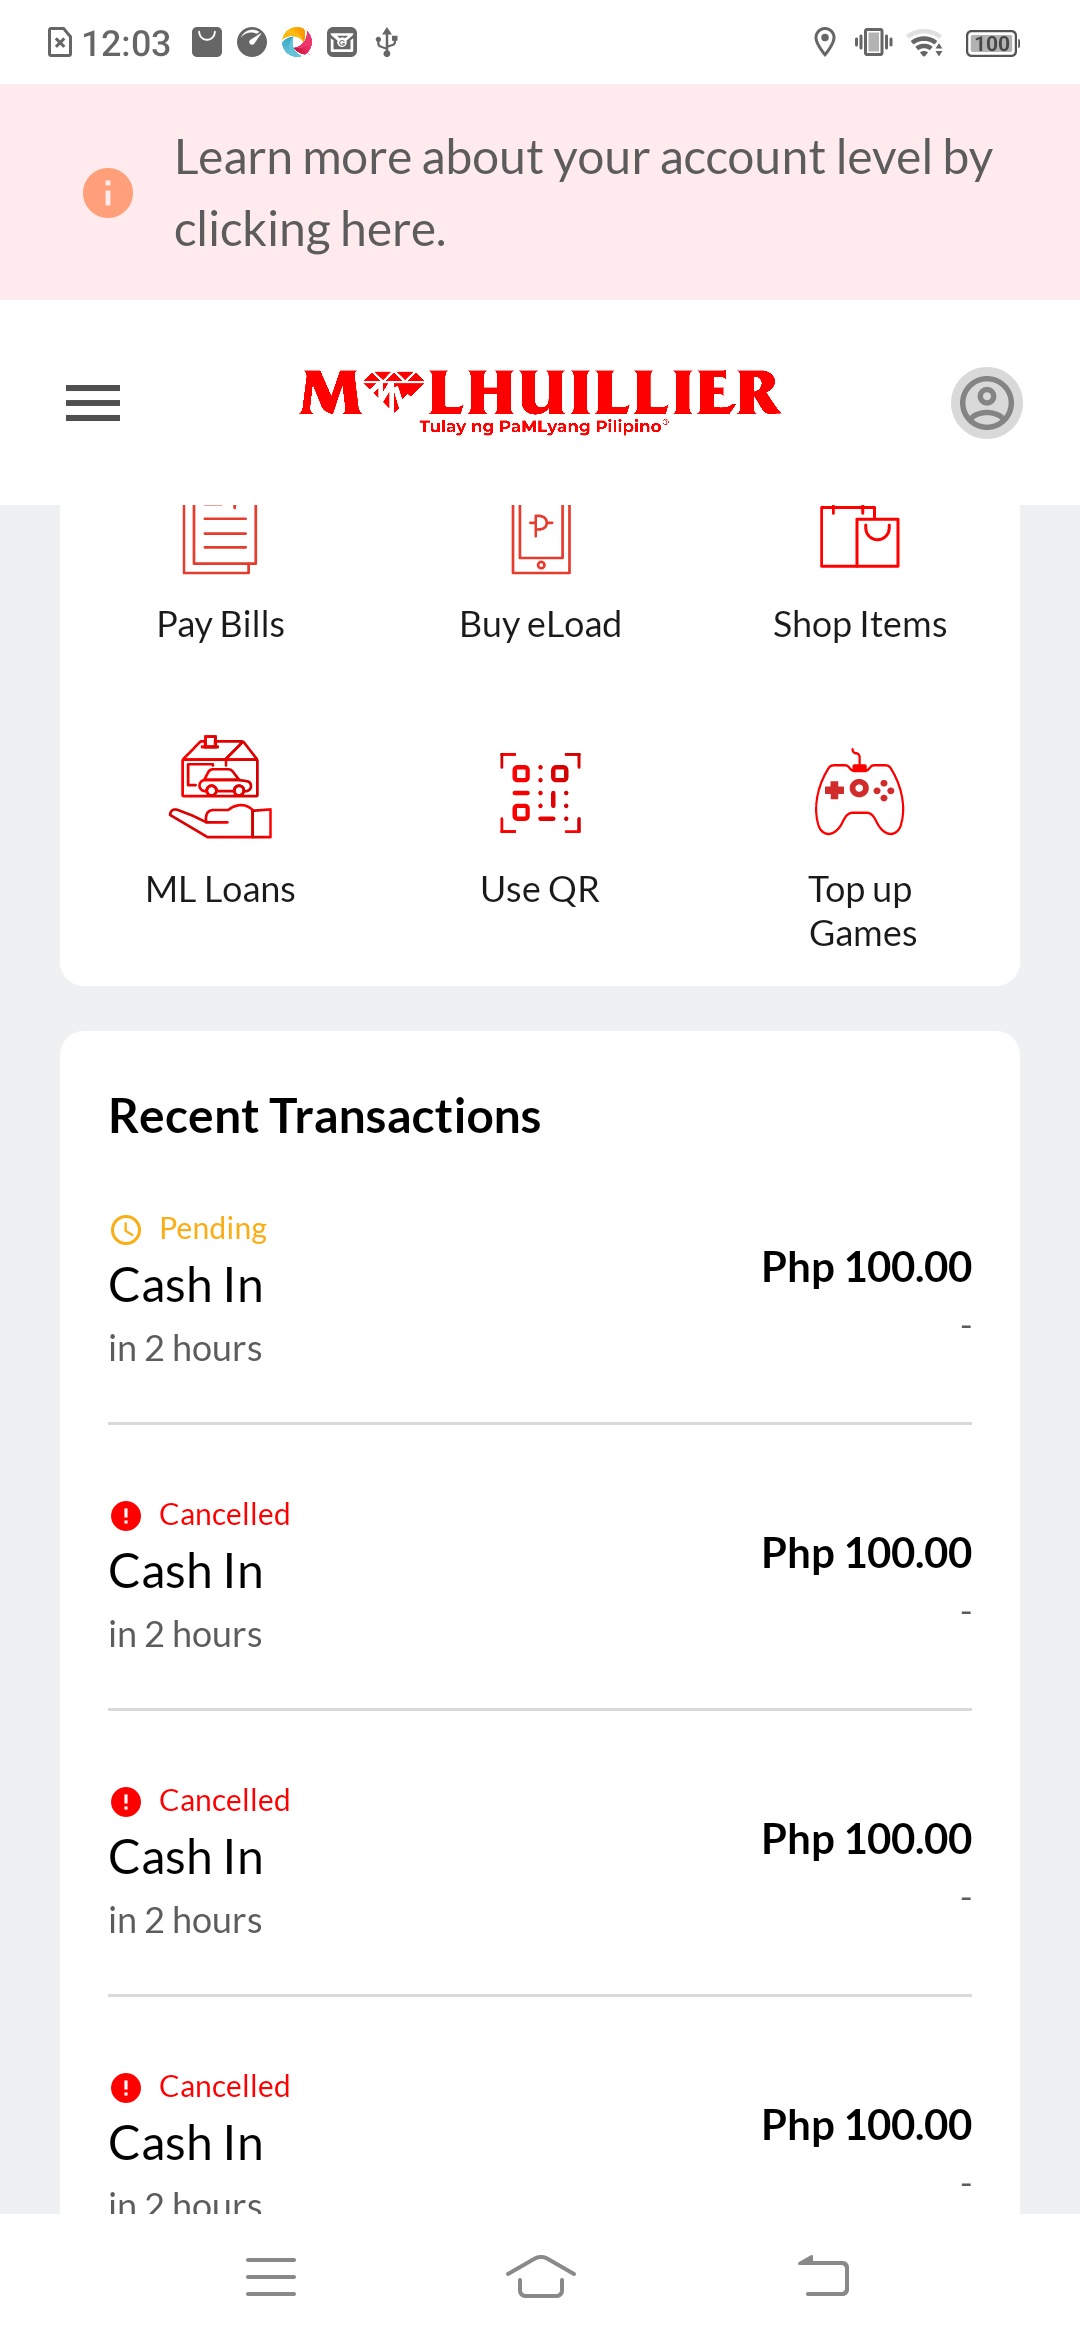 12:03
100
Learn more about your account level by
clicking here.
M LHUILLIER
Tulay ng PaMLyang Pilipino®
Pay Bills
Buy eLoad
Shop Items
ML Loans
Use QR
Top up
Games
Recent Transactions
Pending
Cash In
in 2 hours
Php 100.00
-
Cancelled
Cash In
in 2 hours
Php 100.00
-
Cancelled
Cash In
in 2 hours
Php 100.00
-
Cancelled
Cash In
in 2 hours
Php 100.00
-